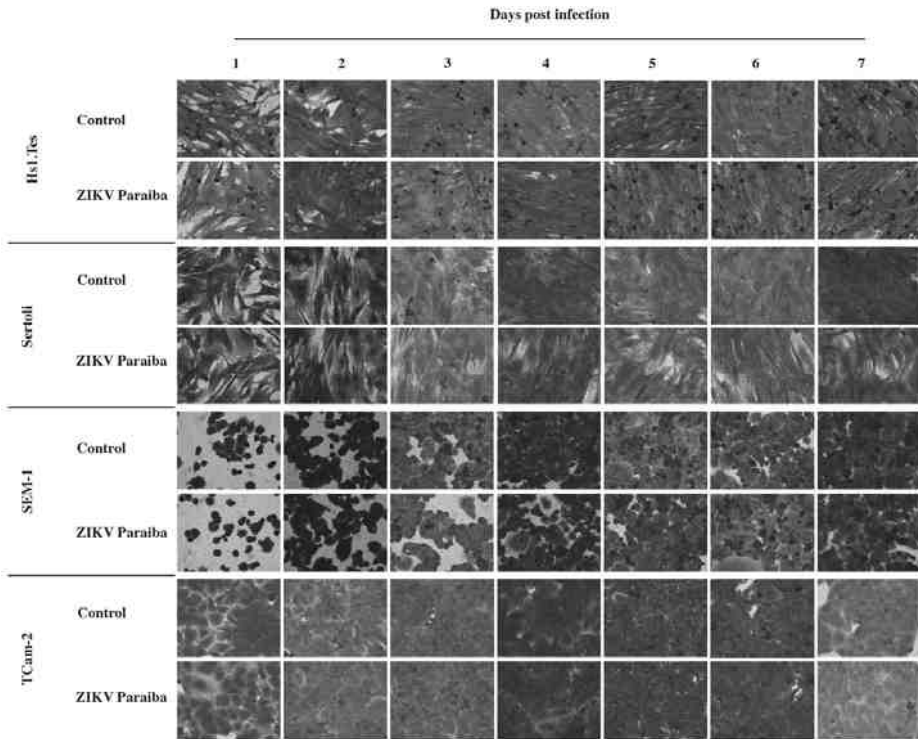 Days post infection
1 2 3 4 5 6 7
Hs1.Tes
Control
ZIKV Paraiba
Sertoli
Control
ZIKV Paraiba
SEM-1
Control
ZIKV Paraiba
TCam-2
Control
ZIKV Paraiba